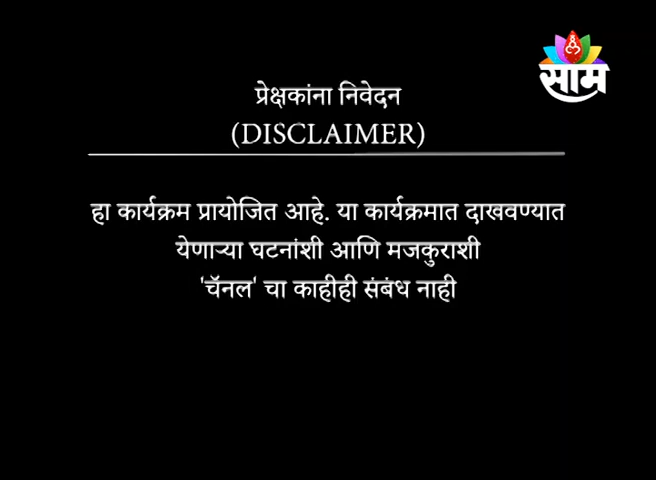 साम
प्रेक्षकांना निवेदन
(DISCLAIMER)
हा कार्यक्रम प्रायोजित आहे. या कार्यक्रमात दाखवण्यात
येणाऱ्या घटनांशी आणि मजकुराशी
'चॅनल' चा काहीही संबंध नाही